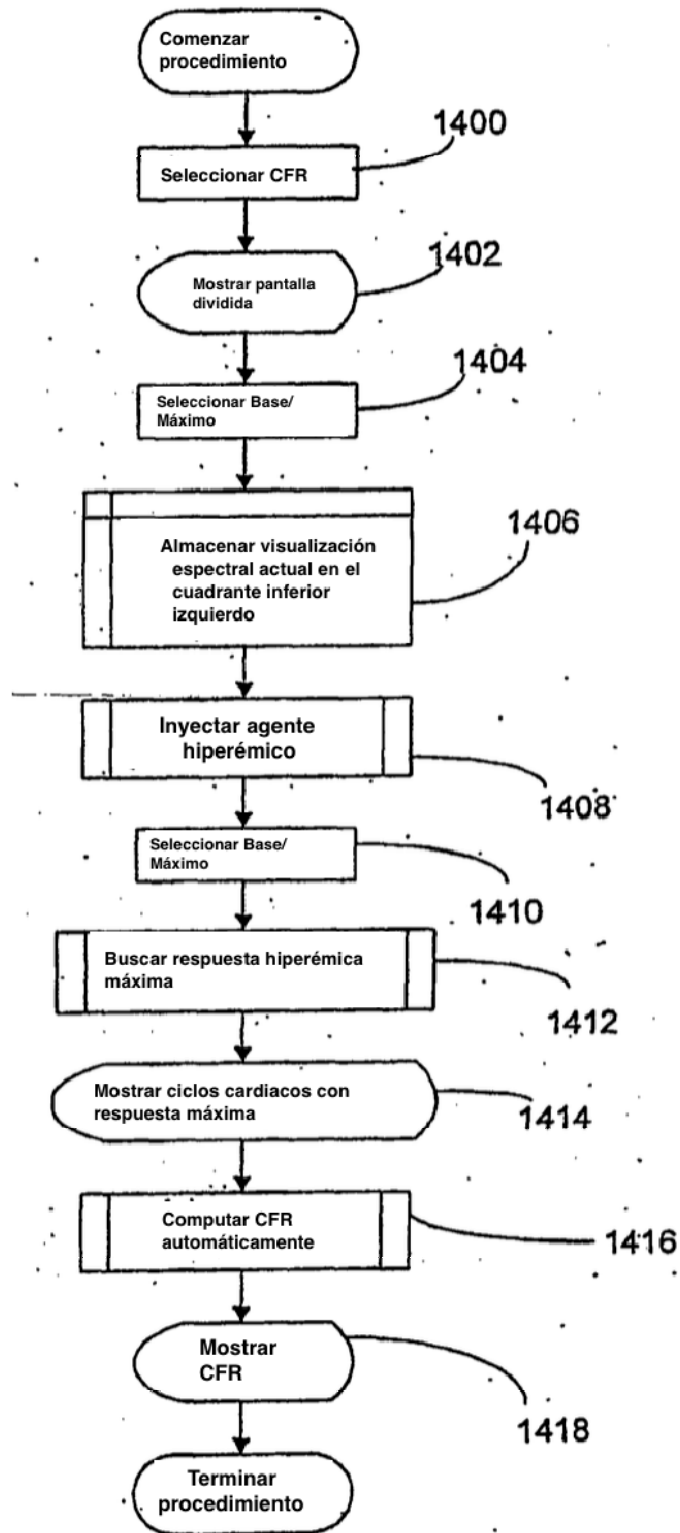 Comenzar
procedimiento
1400
Seleccionar CFR
1402
Mostrar pantalla
dividida
1404
Seleccionar Base/
Máximo
1406
Almacenar visualización
espectral actual en el
cuadrante inferior
izquierdo
Inyectar agente
hiperémico
1408
Seleccionar Base/
Máximo
1410
Buscar respuesta hiperémica
máxima
1412
Mostrar ciclos cardiacos con
respuesta máxima
1414
Computar CFR
automáticamente
1416
Mostrar
CFR
1418
Terminar
procedimiento